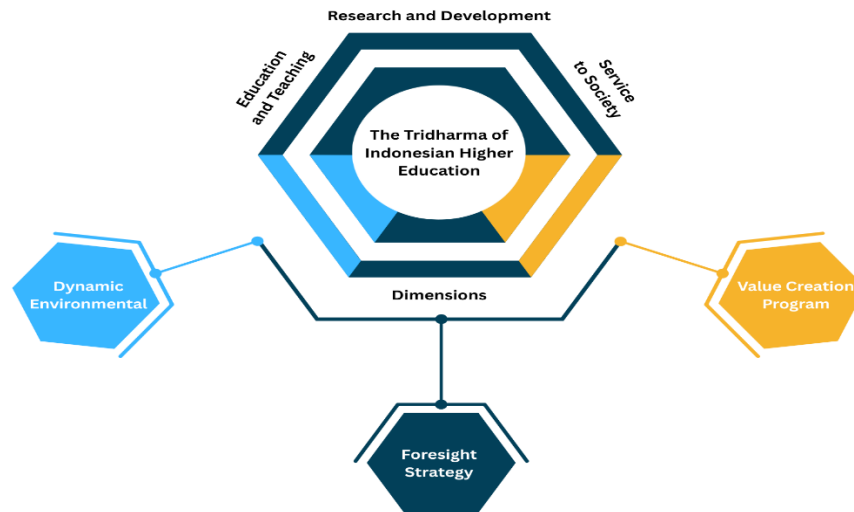 Research and Development
Education
and Teaching
Service
to Society
The Tridharma of
Indonesian Higher
Education
Dynamic
Environmental
Dimensions
Value Creation
Program
Foresight
Strategy